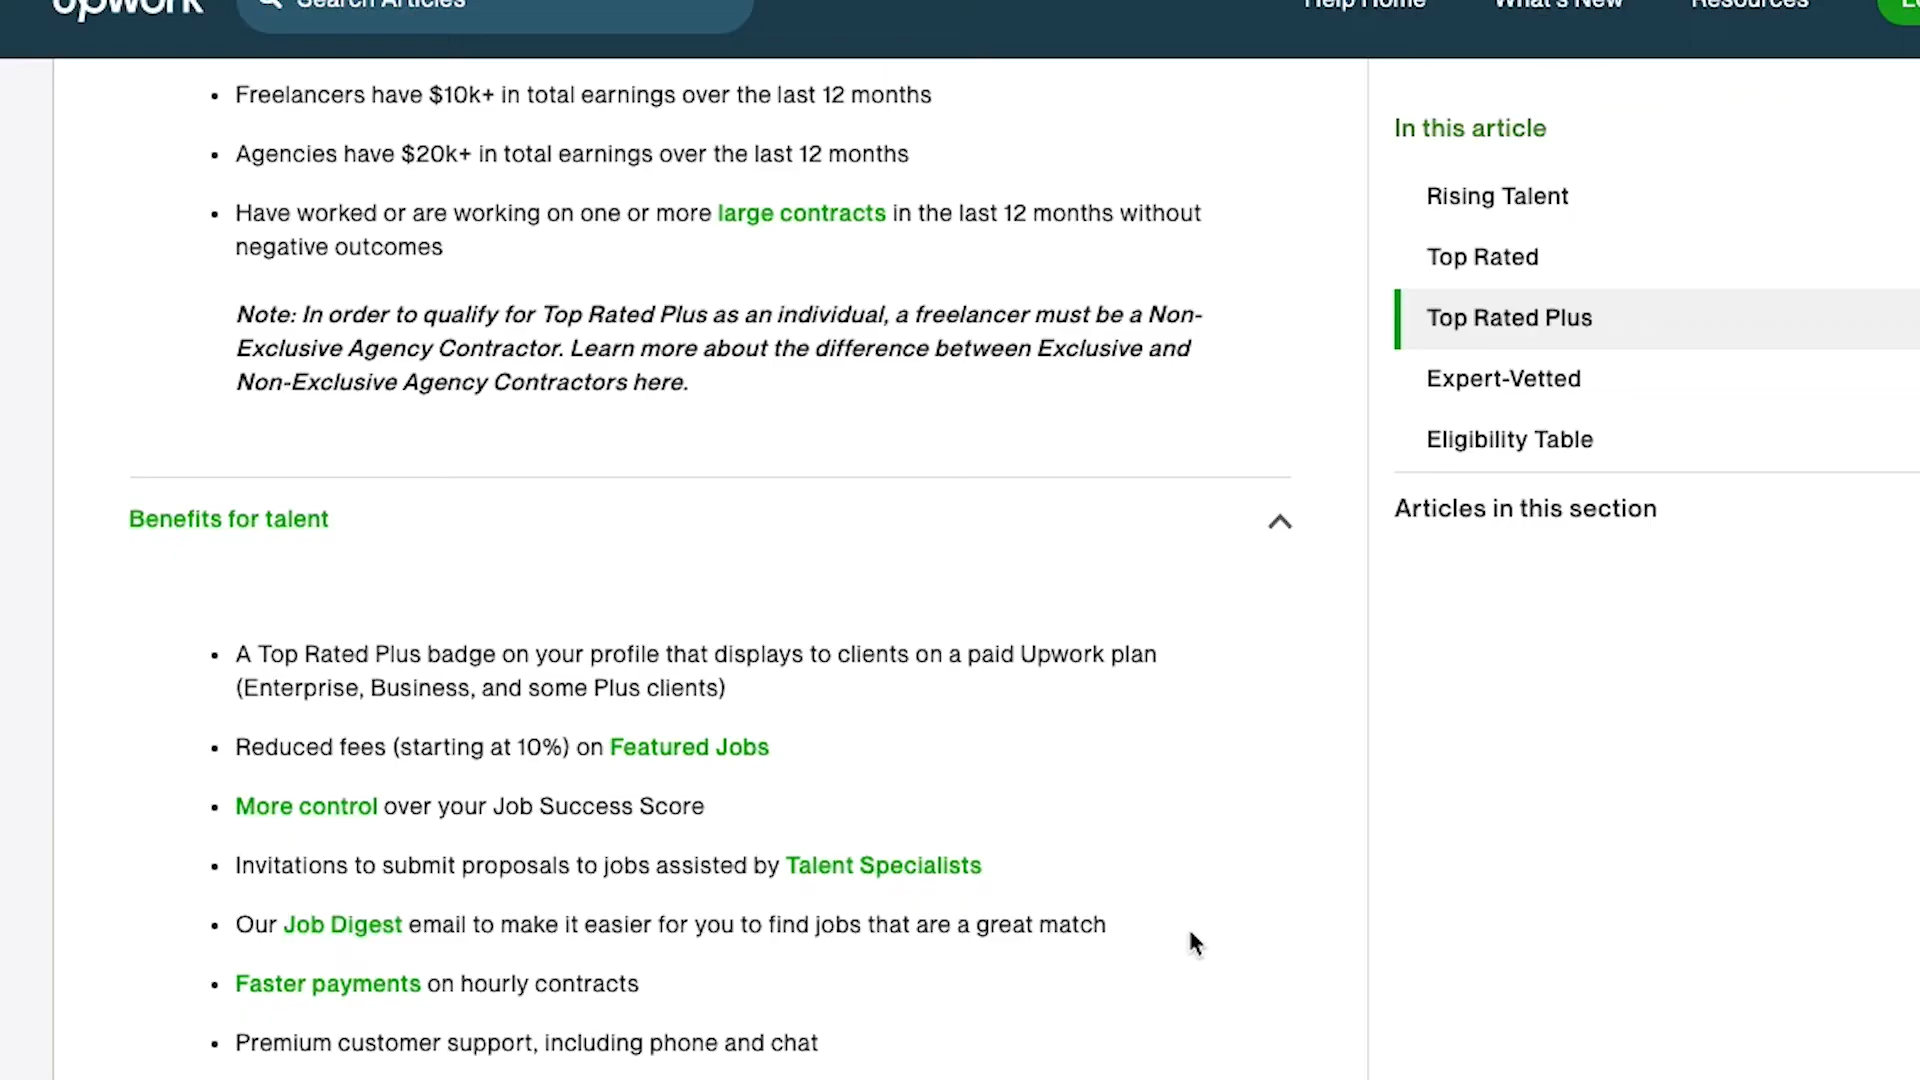 upwork
Search Articles
Help Home
What's New
Resources
Freelancers have $10k+ in total earnings over the last 12 months
Agencies have $20k+ in total earnings over the last 12 months
Have worked or are working on one or more large contracts in the last 12 months without
negative outcomes
Note: In order to qualify for Top Rated Plus as an individual, a freelancer must be a Non-
Exclusive Agency Contractor. Learn more about the difference between Exclusive and
Non-Exclusive Agency Contractors here.
Benefits for talent
A Top Rated Plus badge on your profile that displays to clients on a paid Upwork plan
(Enterprise, Business, and some Plus clients)
Reduced fees (starting at 10%) on Featured Jobs
More control over your Job Success Score
Invitations to submit proposals to jobs assisted by Talent Specialists
Our Job Digest email to make it easier for you to find jobs that are a great match
Faster payments on hourly contracts
Premium customer support, including phone and chat
In this article
Rising Talent
Top Rated
Top Rated Plus
Expert-Vetted
Eligibility Table
Articles in this section